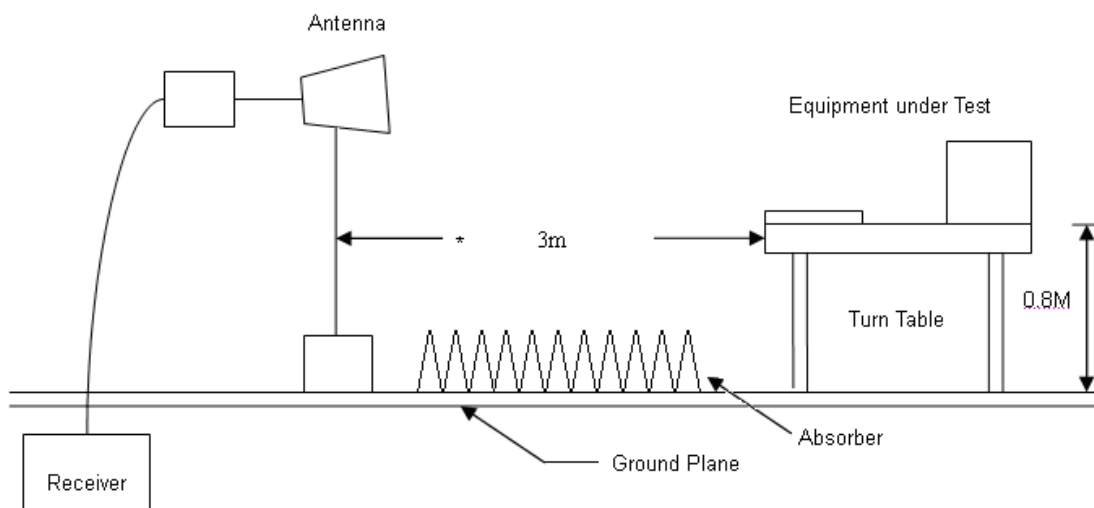 Antenna
Equipment under Test
* 3m
0.8M
Turn Table
Absorber
Ground Plane
Receiver